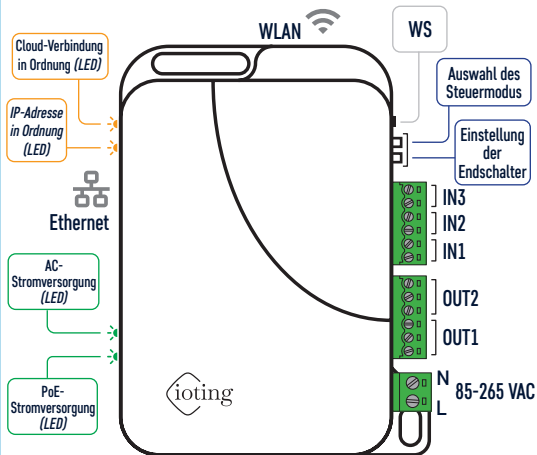 WLAN
WS
Cloud-Verbindung
in Ordnung (LED)
IP-Adresse
in Ordnung
(LED)
Ethernet
AC-
Stromversorgung
(LED)
PoE-
Stromversorgung
(LED)
Auswahl des
Steuermodus
Einstellung
der
Endschalter
IN3
IN2
IN1
OUT2
OUT1
N
85-265 VAC
L
ioting